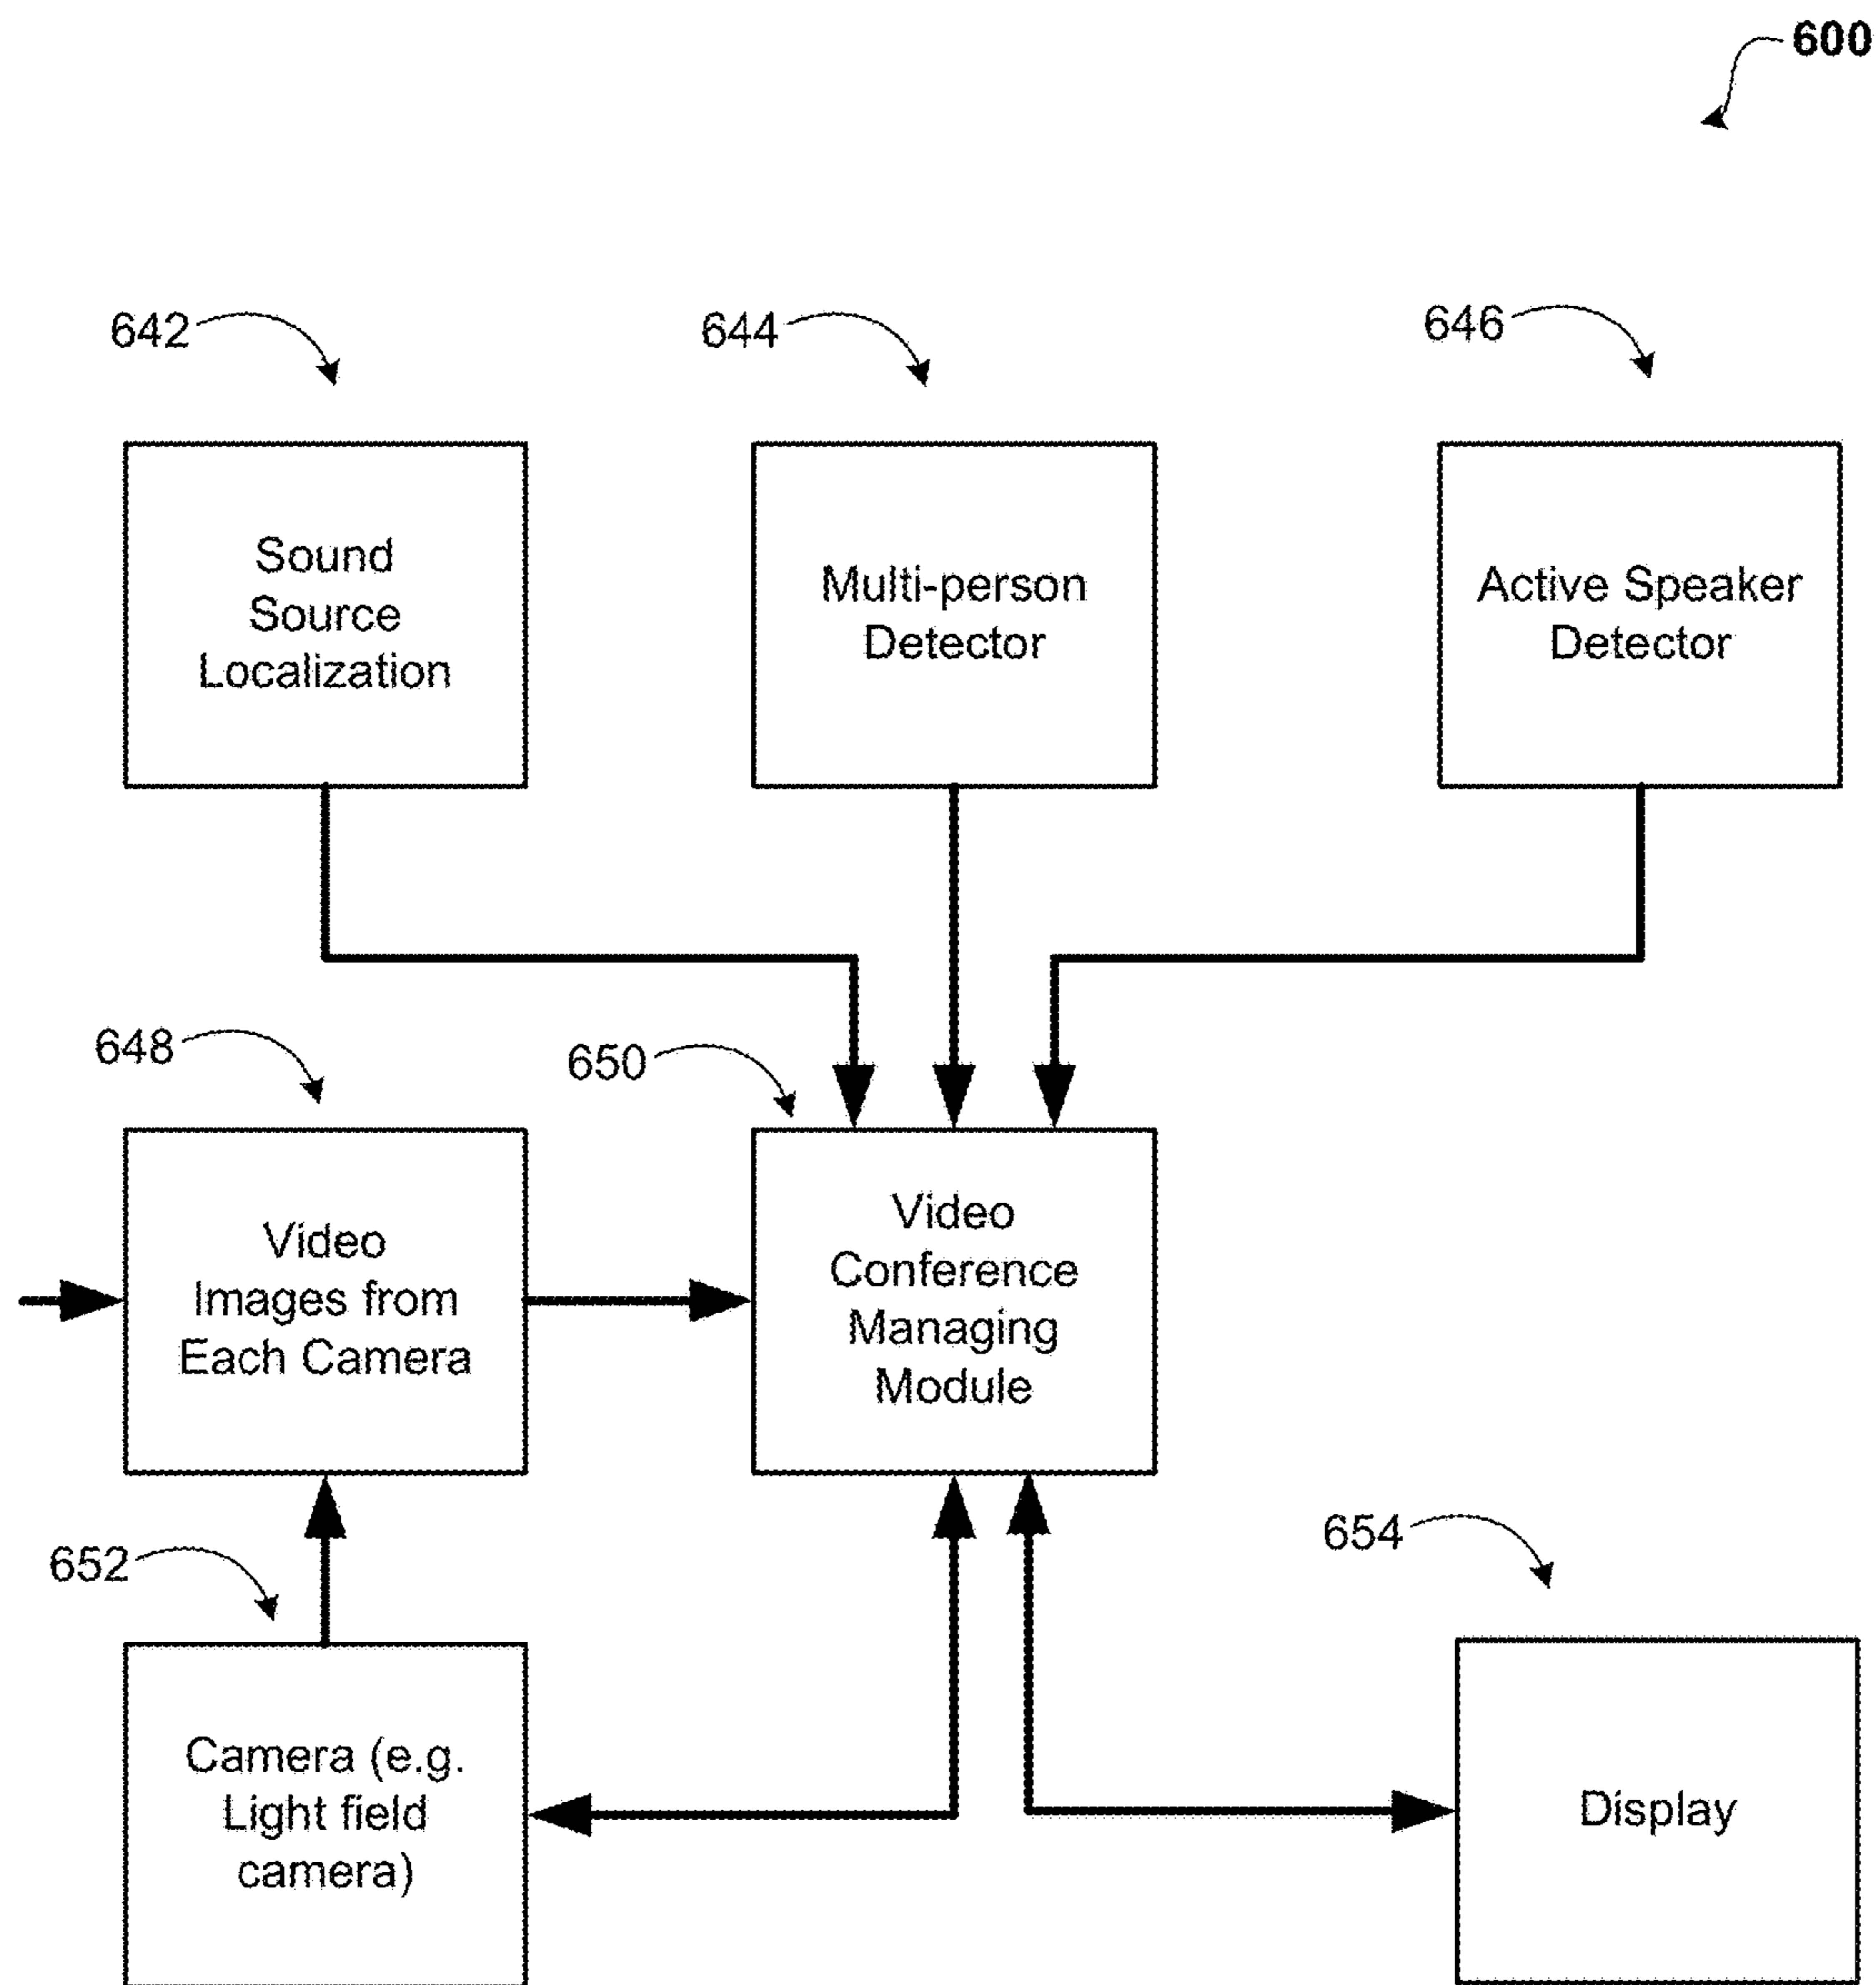 600
642
644
646
Sound
Source
Localization
Multi-person
Detector
Active Speaker
Detector
648
650
Video
Images from
Each Camera
Video
Conference
Managing
Module
652
654
Camera (e.g.
Light field
camera)
Display